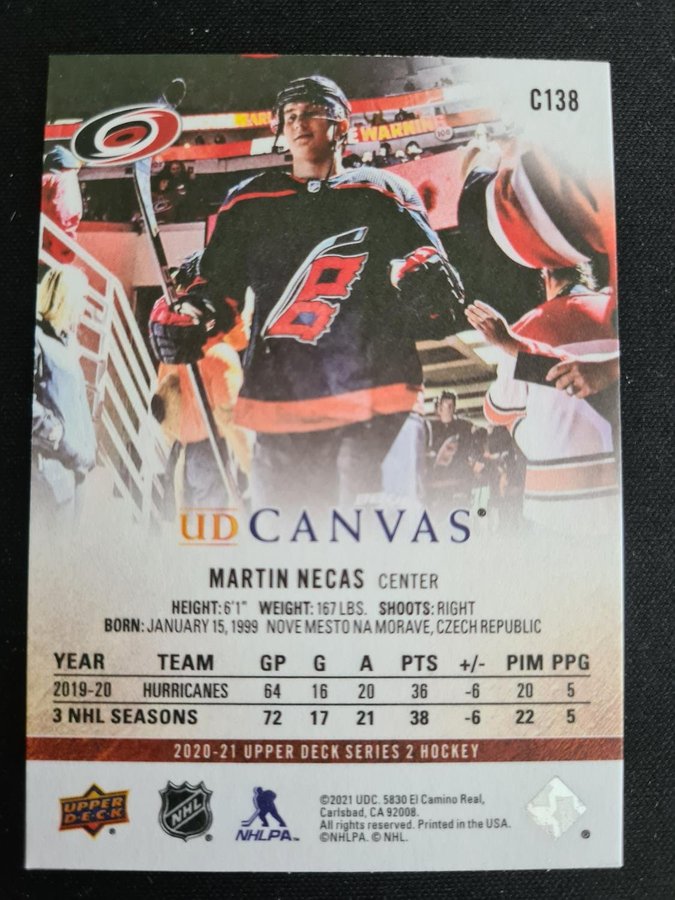 C138
WARNING
108
UD CANVAS®
MARTIN NECAS CENTER
HEIGHT: 6'1" WEIGHT: 167 LBS. SHOOTS: RIGHT
BORN: JANUARY 15, 1999 NOVE MESTO NA MORAVE, CZECH REPUBLIC
YEAR TEAM GP G A PTS +/- PIM PPG
2019-20 HURRICANES 64 16 20 36 -6 20 5
3 NHL SEASONS 72 17 21 38 -6 22 5
2020-21 UPPER DECK SERIES 2 HOCKEY
UPPER DECK®
NHL®
NHLPA™
©2021 UDC. 5830 El Camino Real,
Carlsbad, CA 92008.
All rights reserved. Printed in the USA.
©NHLPA. © NHL.
®